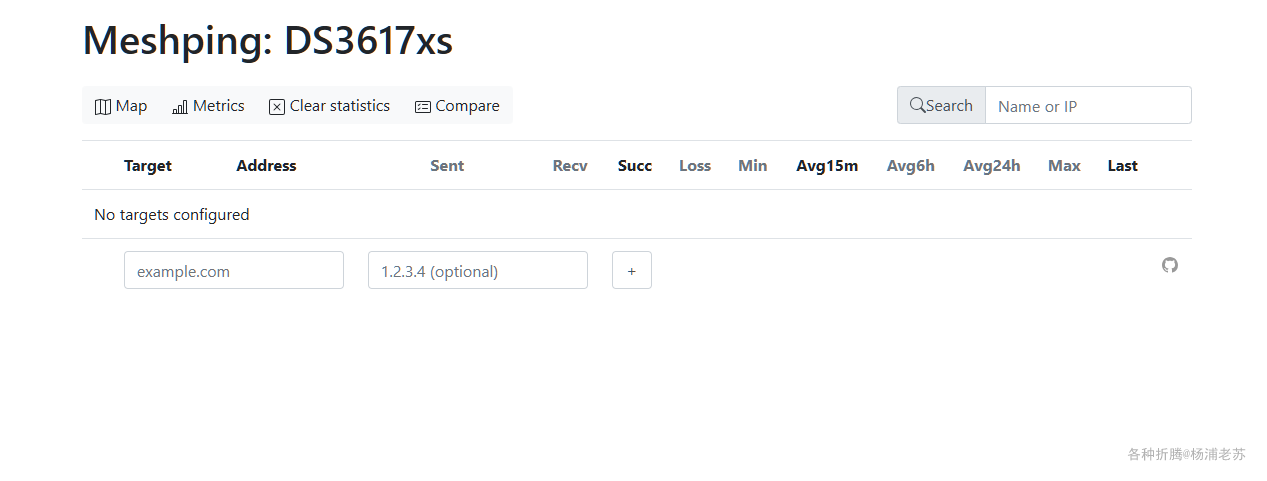 Meshping: DS3617xs
Map Metrics Clear statistics Compare Search Name or IP
Target Address Sent Recv Succ Loss Min Avg15m Avg6h Avg24h Max Last
No targets configured
example.com 1.2.3.4 (optional) +
各种折腾@杨浦老苏